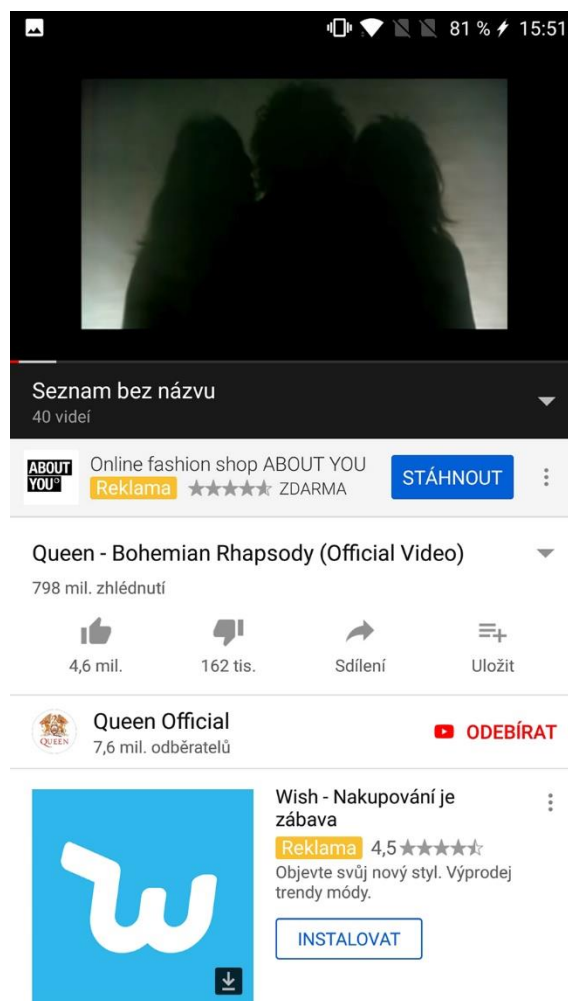 81 % 15:51
Seznam bez názvu
40 videí
ABOUT
YOU°
Online fashion shop ABOUT YOU
Reklama ZDARMA
STÁHNOUT
Queen - Bohemian Rhapsody (Official Video)
798 mil. zhlédnutí
4,6 mil. 162 tis. Sdílení Uložit
QUEEN
Queen Official
7,6 mil. odběratelů
ODEBÍRAT
Wish - Nakupování je
zábava
Reklama 4,5
Objevte svůj nový styl. Výprodej
trendy módy.
INSTALOVAT